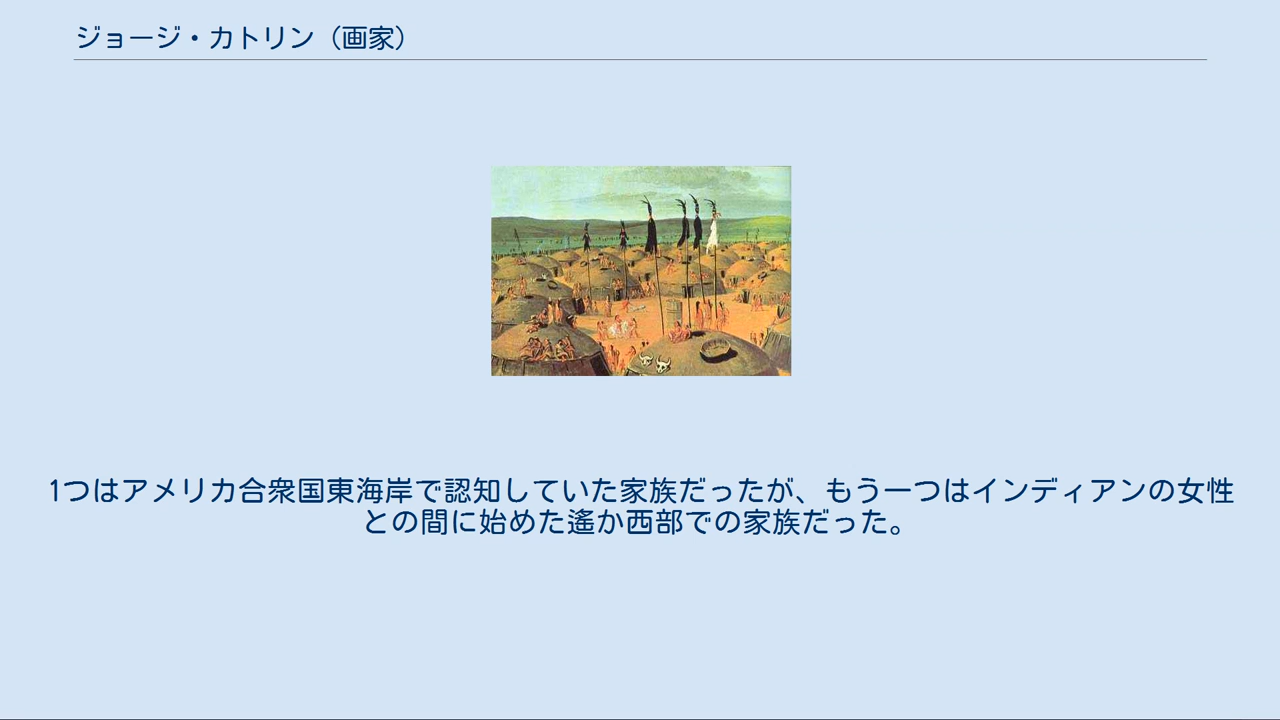 ジョージ・カトリン（画家）
1つはアメリカ合衆国東海岸で認知していた家族だったが、もう一つはインディアンの女性
との間に始めた遙か西部での家族だった。